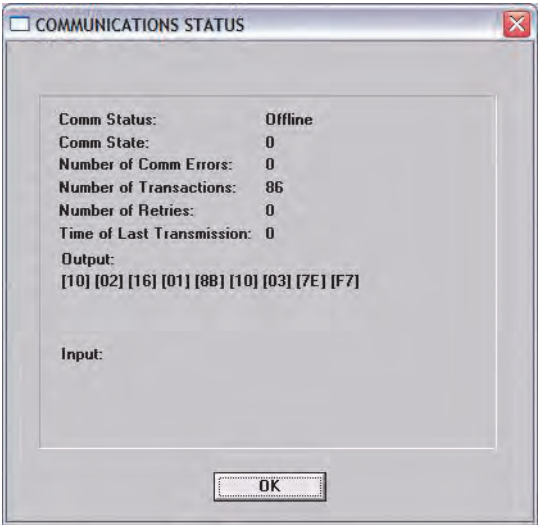 COMMUNICATIONS STATUS
Comm Status: Offline
Comm State: 0
Number of Comm Errors: 0
Number of Transactions: 86
Number of Retries: 0
Time of Last Transmission: 0
Output:
[10] [02] [16] [01] [8B] [10] [03] [7E] [F7]
Input:
OK